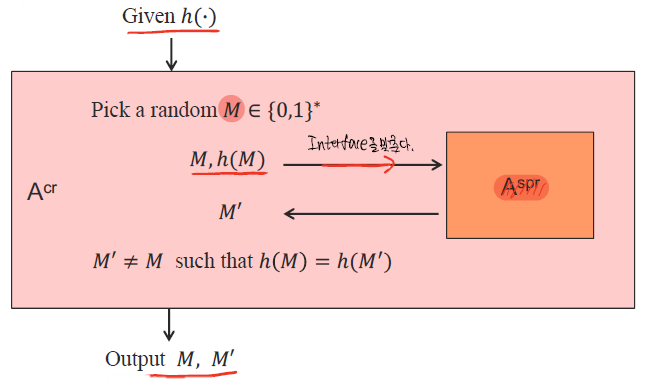 Given h(·)
Pick a random M ∈ {0,1}*
Interface를 맞춘다.
M, h(M)
A^cr
A^spr
M′
M′ ≠ M such that h(M) = h(M′)
Output M, M′